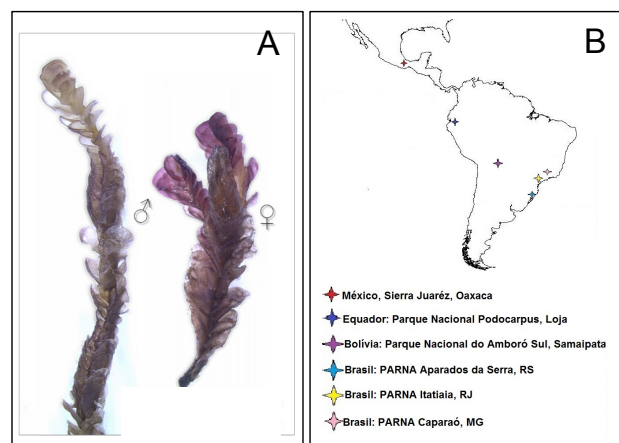 A
B
♂
♀
México, Sierra Juaréz, Oaxaca
Equador: Parque Nacional Podocarpus, Loja
Bolívia: Parque Nacional do Amboró Sul, Samaipata
Brasil: PARNA Aparados da Serra, RS
Brasil: PARNA Itatiaia, RJ
Brasil: PARNA Caparaó, MG